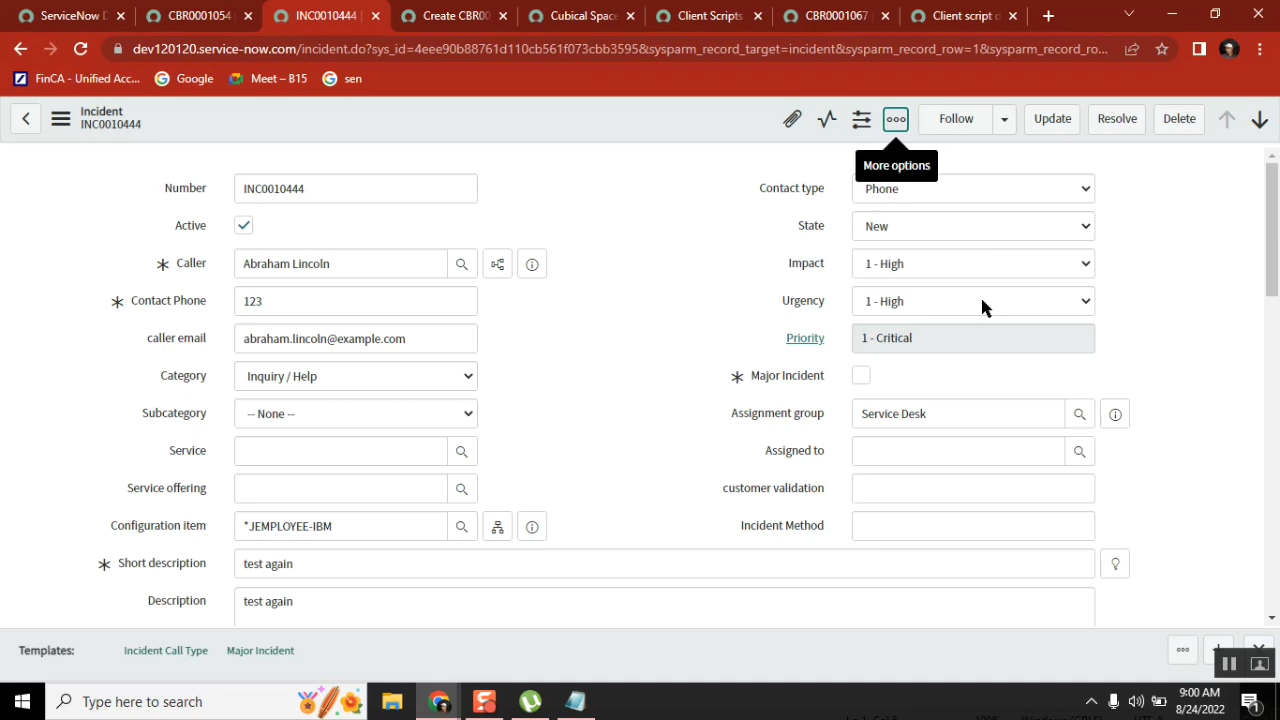 ServiceNow D
CBR0001054
INC0010444
Create CBR00
Cubical Space
Client Scripts
CBR0001067
Client script o
dev120120.service-now.com/incident.do?sys_id=4eee90b88761d110cb561f073cbb3595&sysparm_record_target=incident&sysparm_record_row=1&sysparm_record_ro...
FinCA - Unified Acc...
Google
Meet – B15
sen
Incident
INC0010444
Follow
Update
Resolve
Delete
More options
Number
INC0010444
Contact type
Phone
Active
State
New
Caller
Abraham Lincoln
Impact
1 - High
Contact Phone
123
Urgency
1 - High
caller email
abraham.lincoln@example.com
Priority
1 - Critical
Category
Inquiry / Help
Major Incident
Subcategory
-- None --
Assignment group
Service Desk
Service
Assigned to
Service offering
customer validation
Configuration item
*JEMPLOYEE-IBM
Incident Method
Short description
test again
Description
test again
Templates:
Incident Call Type
Major Incident
Type here to search
9:00 AM
8/24/2022
1